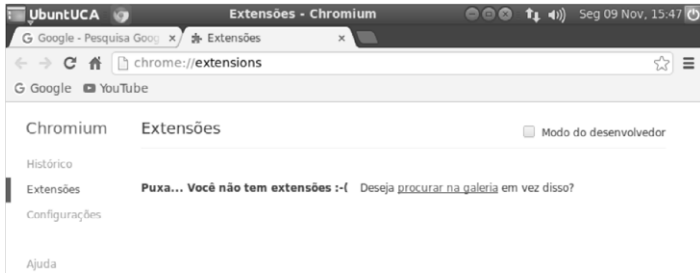 UbuntUCA Extensões - Chromium Seg 09 Nov, 15:47
Google - Pesquisa Goog × Extensões ×
chrome://extensions
Google YouTube
Chromium Extensões Modo do desenvolvedor
Histórico
Extensões Puxa... Você não tem extensões :-( Deseja procurar na galeria em vez disso?
Configurações
Ajuda